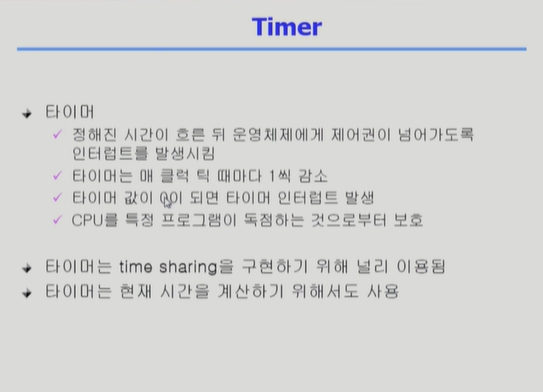 Timer
타이머
정해진 시간이 흐른 뒤 운영체제에게 제어권이 넘어가도록
인터럽트를 발생시킴
타이머는 매 클럭 틱 때마다 1씩 감소
타이머 값이 0이 되면 타이머 인터럽트 발생
CPU를 특정 프로그램이 독점하는 것으로부터 보호
타이머는 time sharing을 구현하기 위해 널리 이용됨
타이머는 현재 시간을 계산하기 위해서도 사용